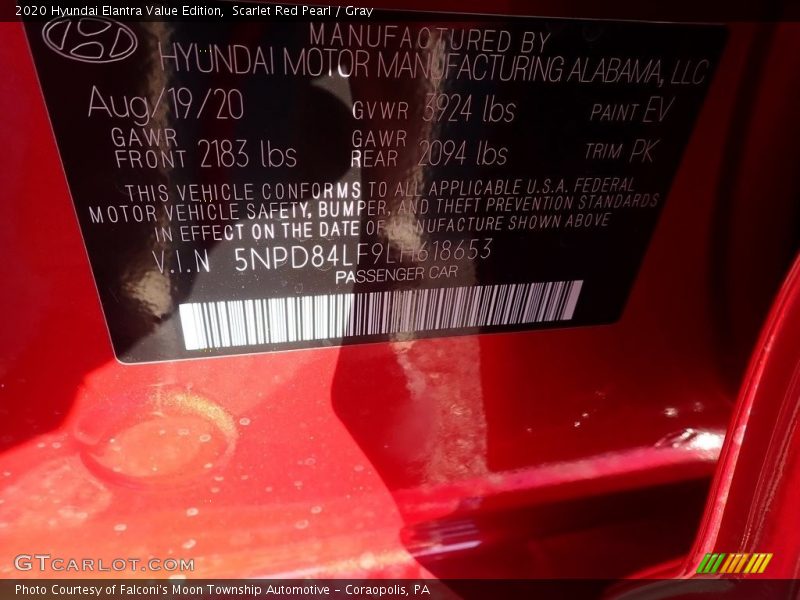 2020 Hyundai Elantra Value Edition, Scarlet Red Pearl / Gray
MANUFACTURED BY
HYUNDAI MOTOR MANUFACTURING ALABAMA, LLC
Aug/19/20 GVWR 3924 lbs PAINT EV
GAWR FRONT 2183 lbs GAWR REAR 2094 lbs TRIM PK
THIS VEHICLE CONFORMS TO ALL APPLICABLE U.S.A. FEDERAL
MOTOR VEHICLE SAFETY, BUMPER, AND THEFT PREVENTION STANDARDS
IN EFFECT ON THE DATE OF MANUFACTURE SHOWN ABOVE
V.I.N
PASSENGER CAR
GTCARLOT.COM
Photo Courtesy of Falconi's Moon Township Automotive - Coraopolis, PA